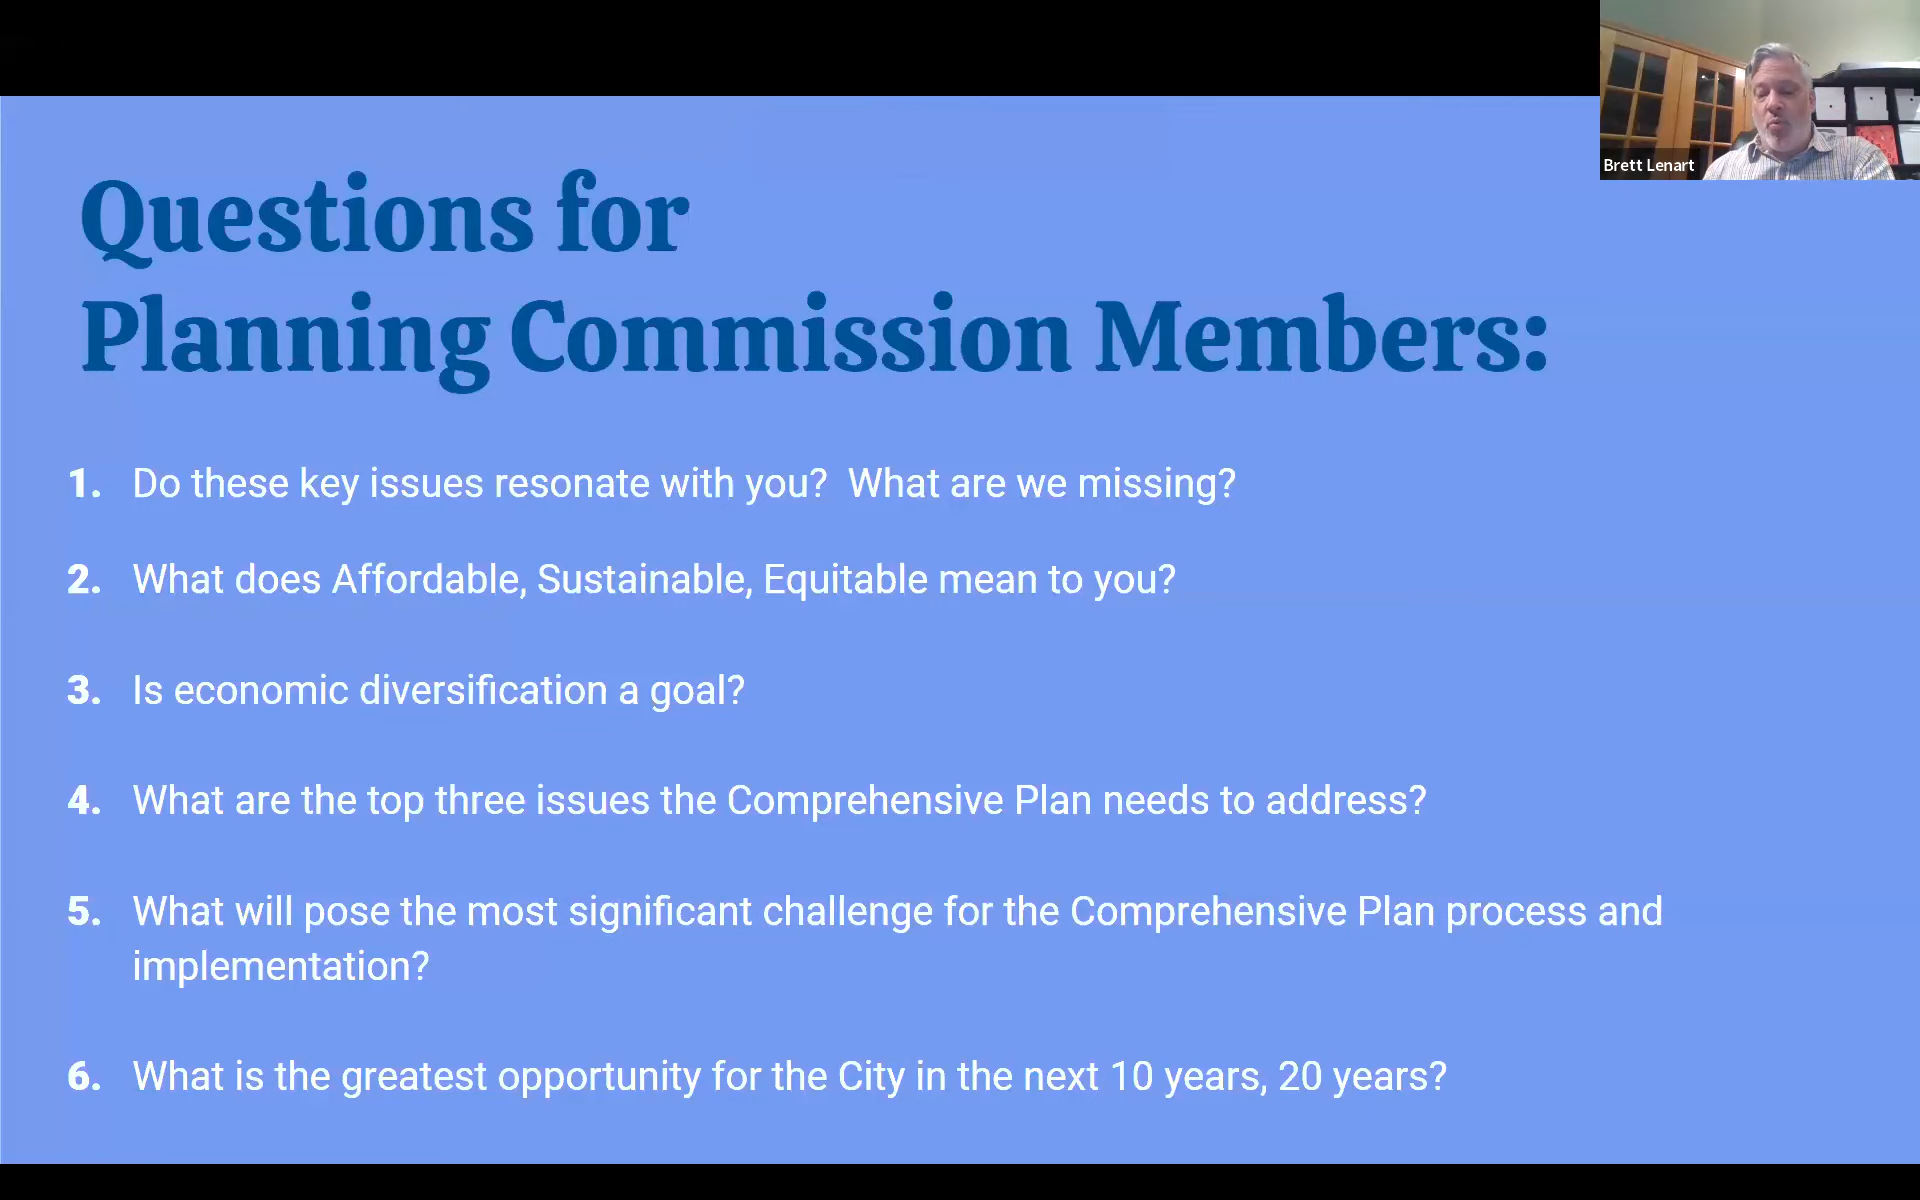 Brett Lenart
Questions for
Planning Commission Members:
1. Do these key issues resonate with you?  What are we missing?
2. What does Affordable, Sustainable, Equitable mean to you?
3. Is economic diversification a goal?
4. What are the top three issues the Comprehensive Plan needs to address?
5. What will pose the most significant challenge for the Comprehensive Plan process and
implementation?
6. What is the greatest opportunity for the City in the next 10 years, 20 years?